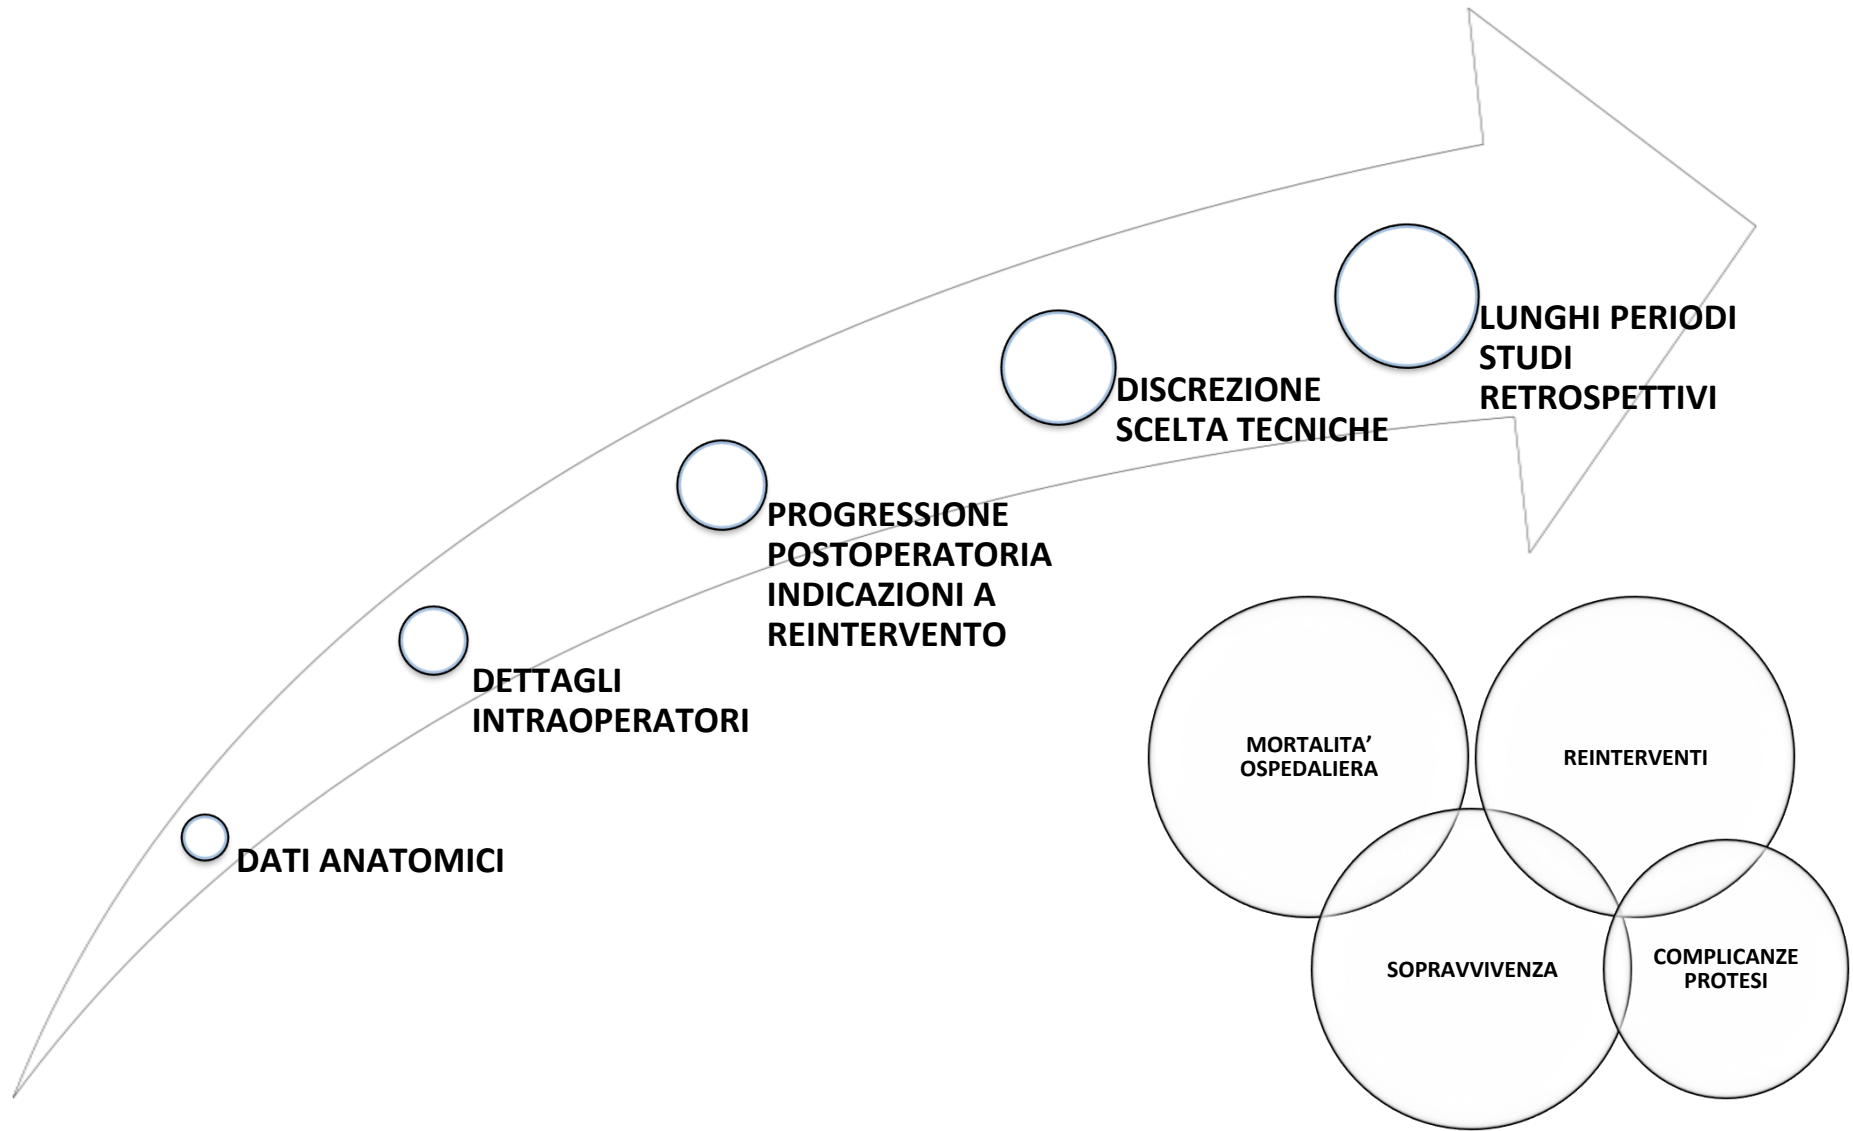 LUNGHI PERIODI
STUDI
RETROSPETTIVI
DISCREZIONE
SCELTA TECNICHE
PROGRESSIONE
POSTOPERATORIA
INDICAZIONI A
REINTERVENTO
DETTAGLI
INTRAOPERATORI
DATI ANATOMICI
MORTALITA’
OSPEDALIERA
REINTERVENTI
SOPRAVVIVENZA
COMPLICANZE
PROTESI